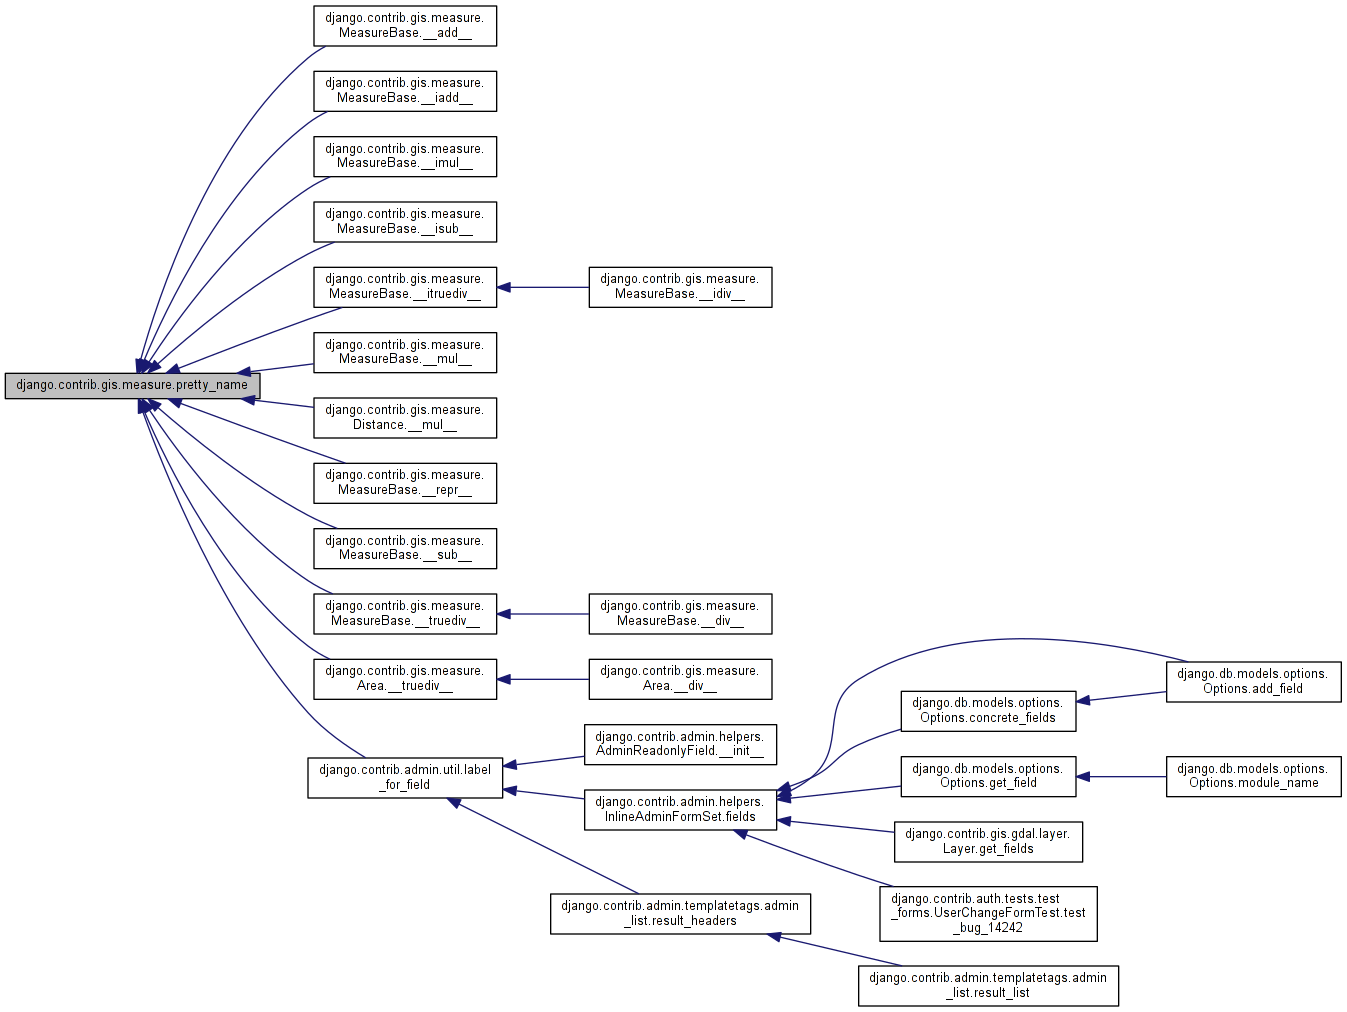 django.contrib.gis.measure.
MeasureBase.__add__
django.contrib.gis.measure.
MeasureBase.__iadd__
django.contrib.gis.measure.
MeasureBase.__imul__
django.contrib.gis.measure.
MeasureBase.__isub__
django.contrib.gis.measure.
MeasureBase.__itruediv__
django.contrib.gis.measure.
MeasureBase.__idiv__
django.contrib.gis.measure.
MeasureBase.__mul__
django.contrib.gis.measure.pretty_name
django.contrib.gis.measure.
Distance.__mul__
django.contrib.gis.measure.
MeasureBase.__repr__
django.contrib.gis.measure.
MeasureBase.__sub__
django.contrib.gis.measure.
MeasureBase.__truediv__
django.contrib.gis.measure.
MeasureBase.__div__
django.contrib.gis.measure.
Area.__truediv__
django.contrib.gis.measure.
Area.__div__
django.contrib.admin.util.label
_for_field
django.contrib.admin.helpers.
AdminReadonlyField.__init__
django.contrib.admin.helpers.
InlineAdminFormSet.fields
django.db.models.options.
Options.concrete_fields
django.db.models.options.
Options.add_field
django.db.models.options.
Options.get_field
django.db.models.options.
Options.module_name
django.contrib.gis.gdal.layer.
Layer.get_fields
django.contrib.auth.tests.test
_forms.UserChangeFormTest.test
_bug_14242
django.contrib.admin.templatetags.admin
_list.result_headers
django.contrib.admin.templatetags.admin
_list.result_list